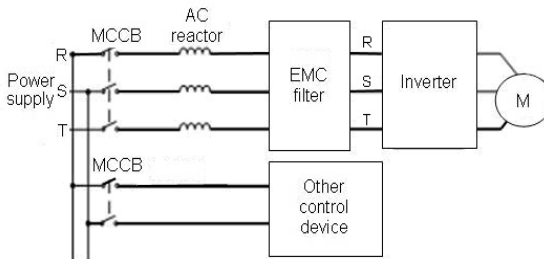 AC
reactor
MCCB
R
R
EMC
filter
Inverter
Power
supply
S
S
M
T
T
MCCB
Other
control
device